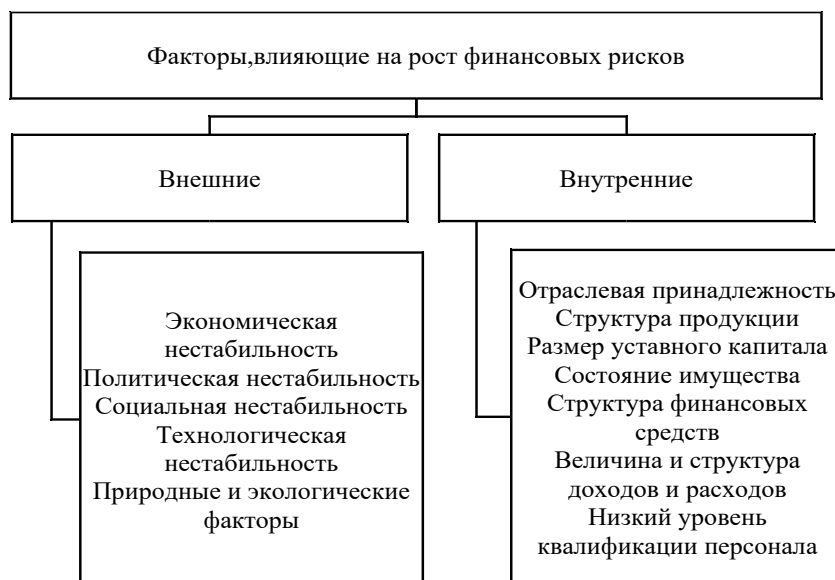 Факторы,влияющие на рост финансовых рисков
Внешние
Внутренние
Экономическая
нестабильность
Политическая нестабильность
Социальная нестабильность
Технологическая
нестабильность
Природные и экологические
факторы
Отраслевая принадлежность
Структура продукции
Размер уставного капитала
Состояние имущества
Структура финансовых
средств
Величина и структура
доходов и расходов
Низкий уровень
квалификации персонала